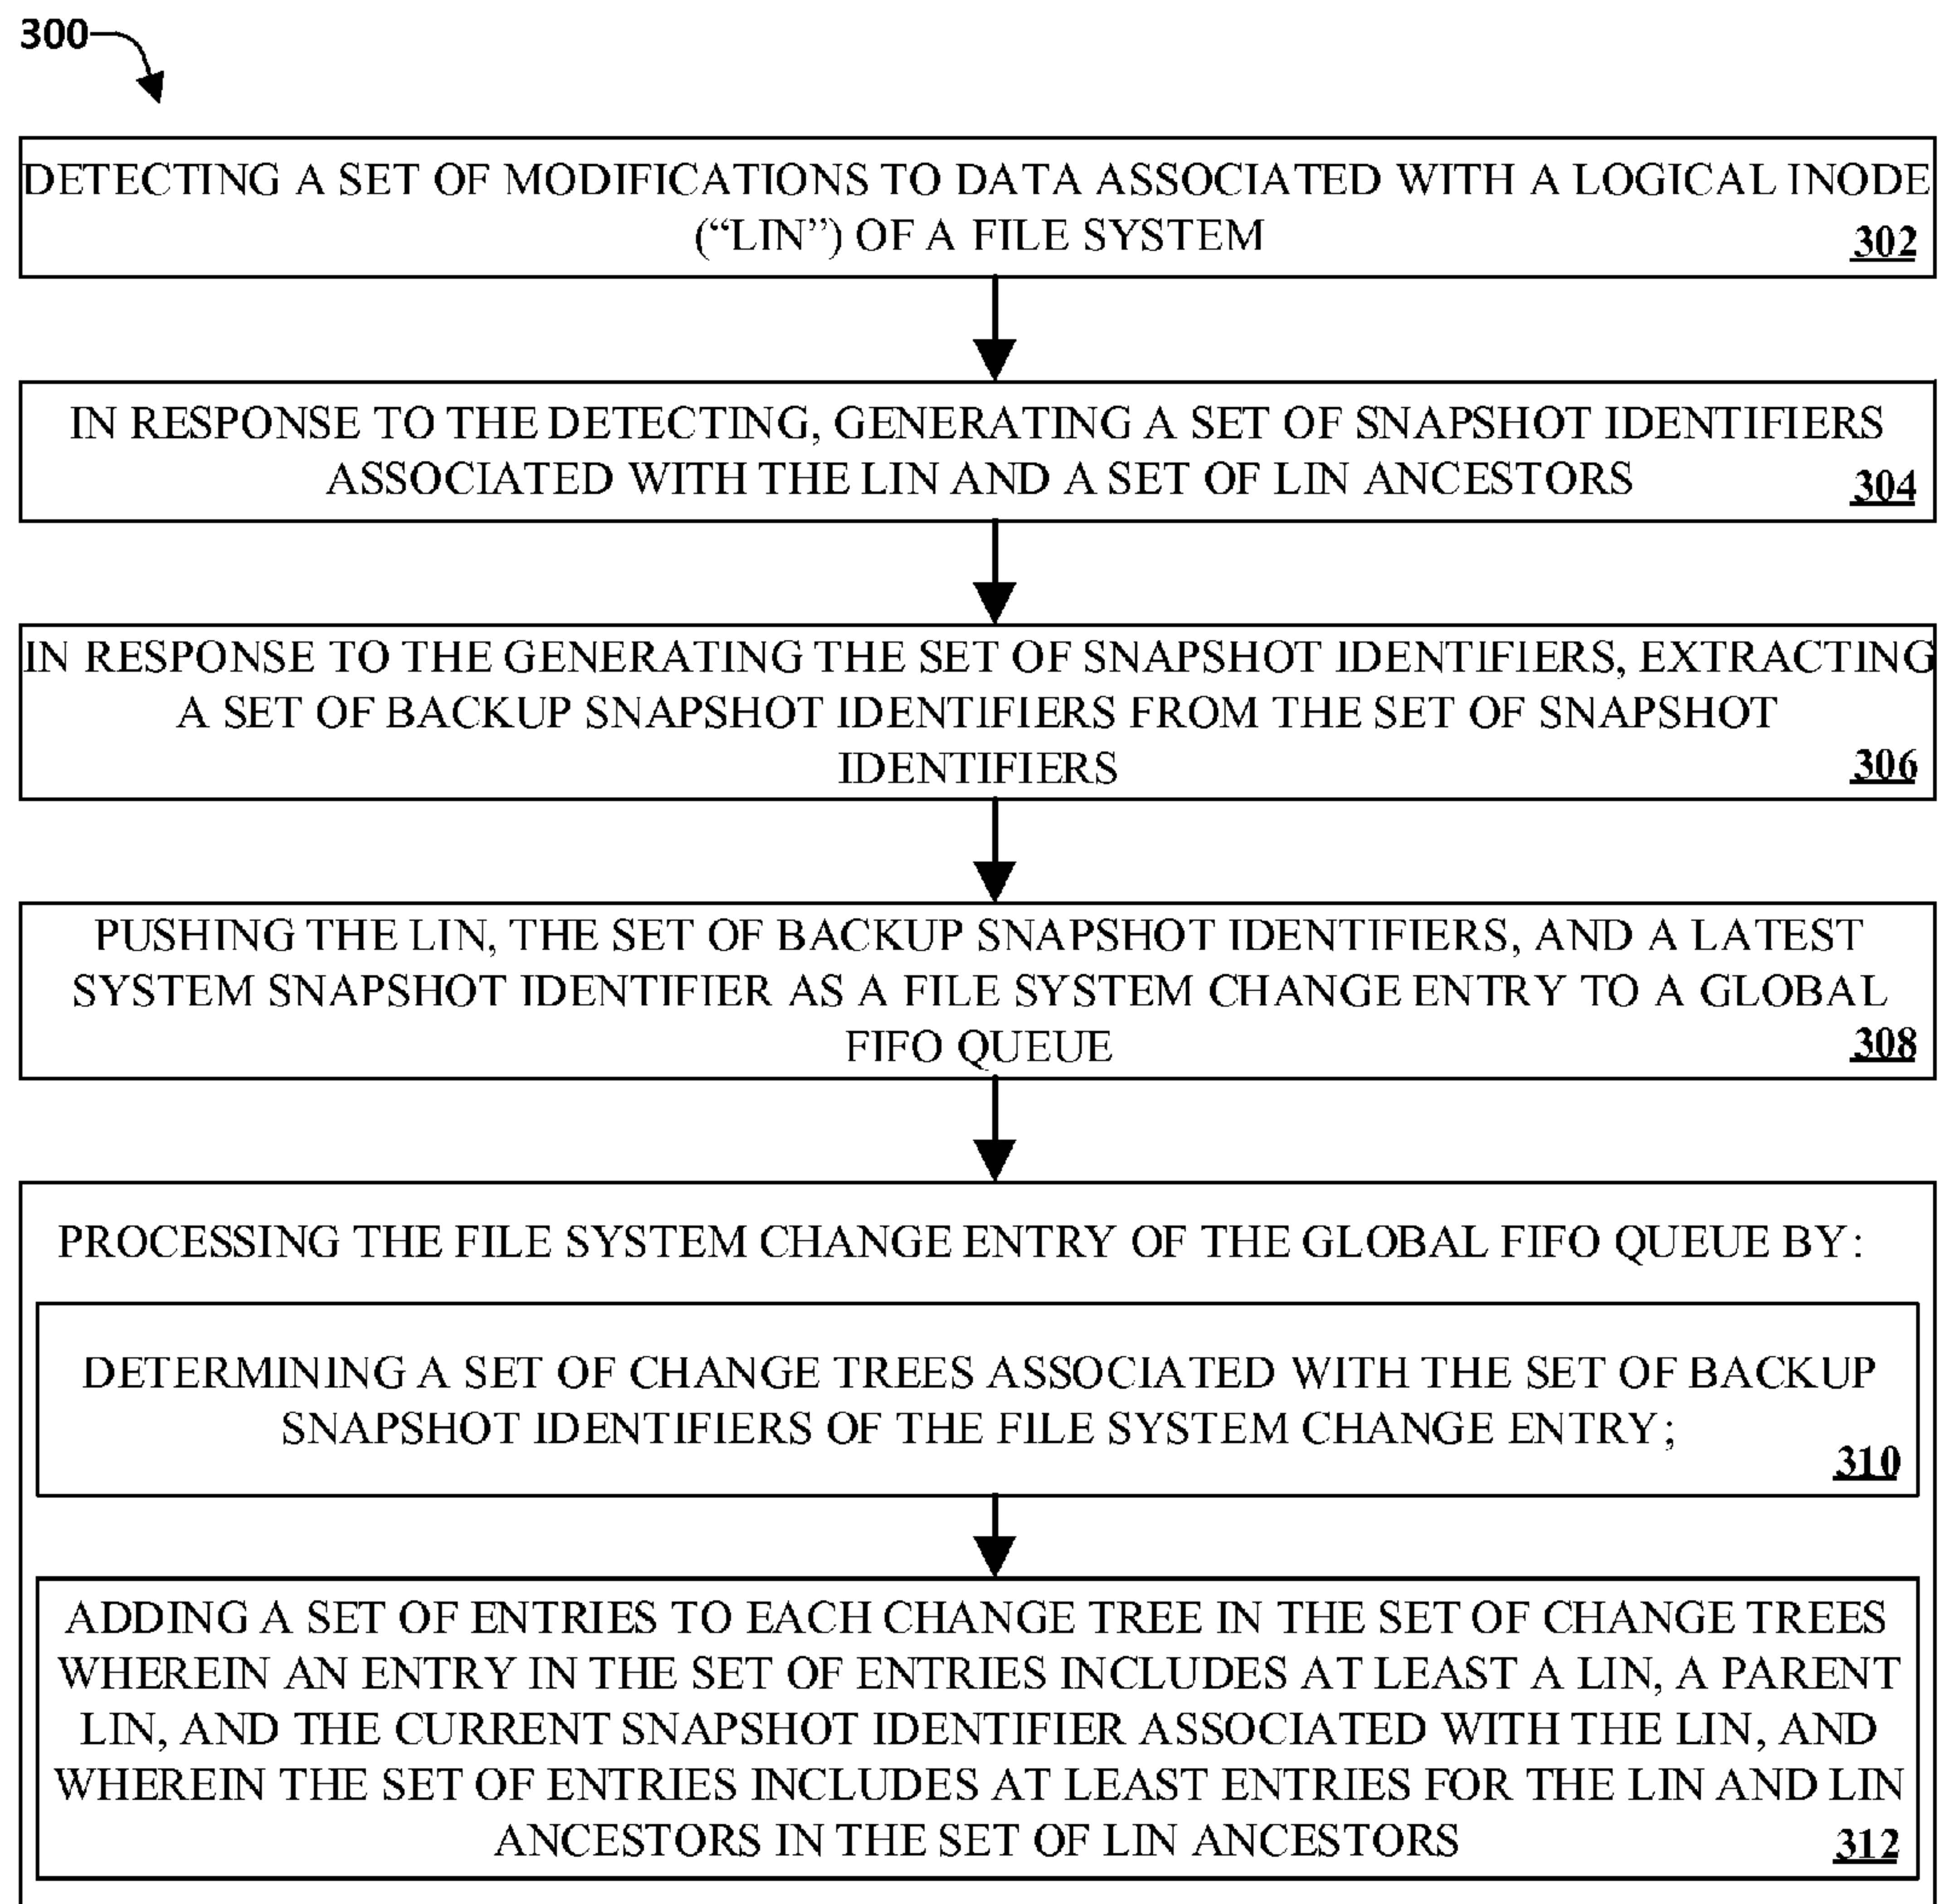 300
DETECTING A SET OF MODIFICATIONS TO DATA ASSOCIATED WITH A LOGICAL INODE
(“LIN”) OF A FILE SYSTEM
302
IN RESPONSE TO THE DETECTING, GENERATING A SET OF SNAPSHOT IDENTIFIERS
ASSOCIATED WITH THE LIN AND A SET OF LIN ANCESTORS
304
IN RESPONSE TO THE GENERATING THE SET OF SNAPSHOT IDENTIFIERS, EXTRACTING
A SET OF BACKUP SNAPSHOT IDENTIFIERS FROM THE SET OF SNAPSHOT
IDENTIFIERS
306
PUSHING THE LIN, THE SET OF BACKUP SNAPSHOT IDENTIFIERS, AND A LATEST
SYSTEM SNAPSHOT IDENTIFIER AS A FILE SYSTEM CHANGE ENTRY TO A GLOBAL
FIFO QUEUE
308
PROCESSING THE FILE SYSTEM CHANGE ENTRY OF THE GLOBAL FIFO QUEUE BY:
DETERMINING A SET OF CHANGE TREES ASSOCIATED WITH THE SET OF BACKUP
SNAPSHOT IDENTIFIERS OF THE FILE SYSTEM CHANGE ENTRY;
310
ADDING A SET OF ENTRIES TO EACH CHANGE TREE IN THE SET OF CHANGE TREES
WHEREIN AN ENTRY IN THE SET OF ENTRIES INCLUDES AT LEAST A LIN, A PARENT
LIN, AND THE CURRENT SNAPSHOT IDENTIFIER ASSOCIATED WITH THE LIN, AND
WHEREIN THE SET OF ENTRIES INCLUDES AT LEAST ENTRIES FOR THE LIN AND LIN
ANCESTORS IN THE SET OF LIN ANCESTORS
312